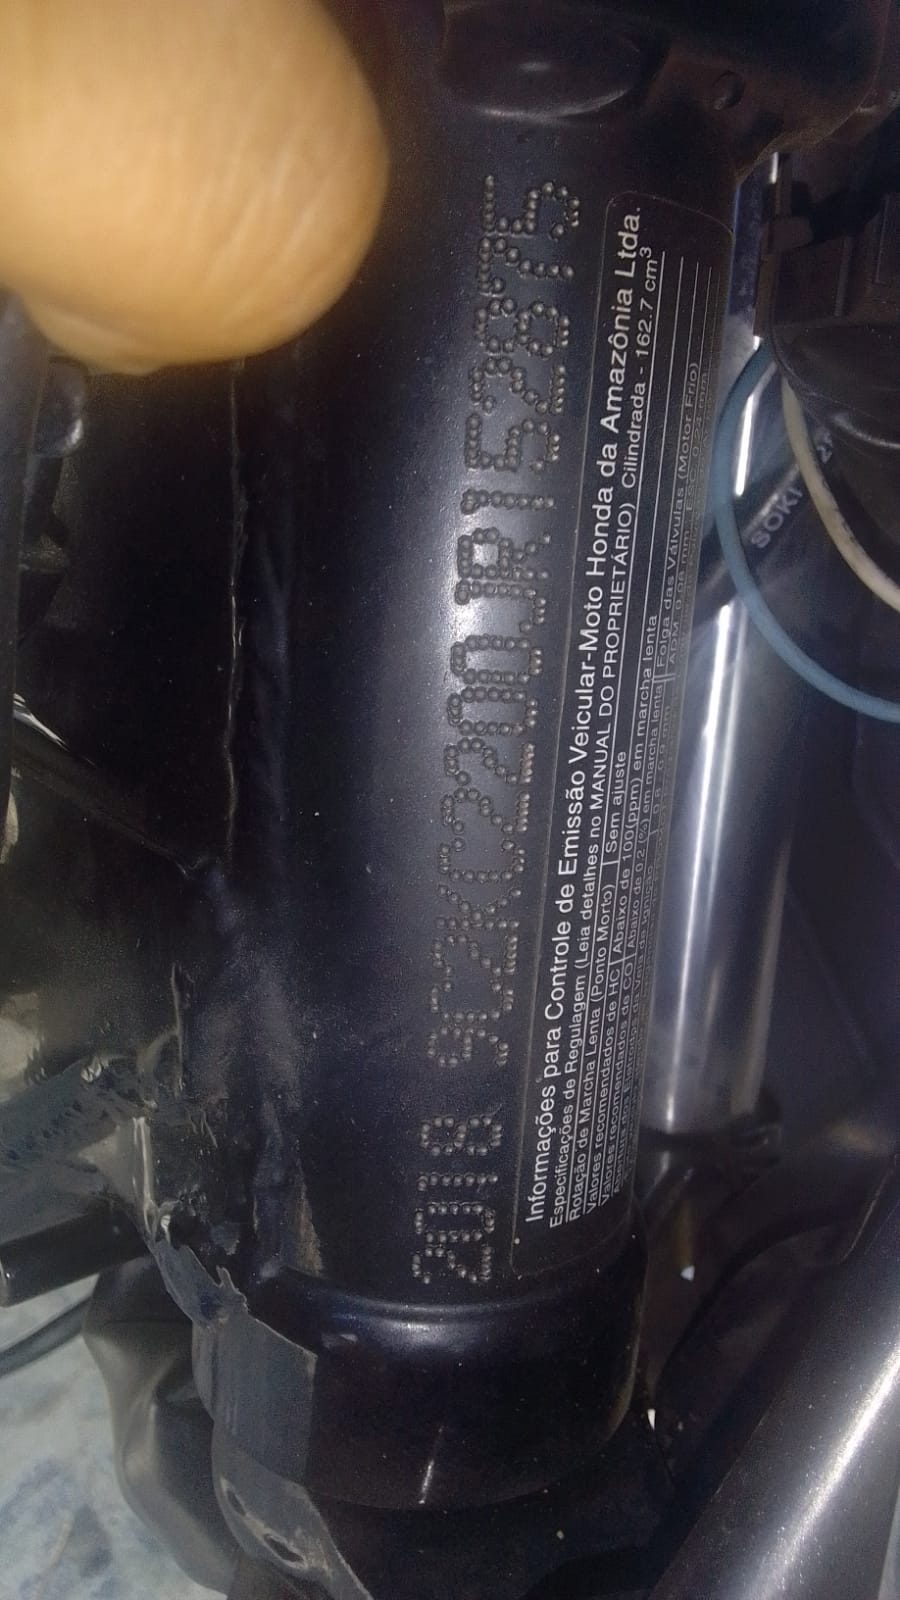 2018 9C2KC2200JR152875
Informações para Controle de Emissão Veicular-Moto Honda da Amazônia Ltda.
Especificações de Regulagem (Leia detalhes no MANUAL DO PROPRIETÁRIO) Cilindrada - 162.7 cm³
Rotação de Marcha Lenta (Ponto Morto) Sem ajuste
Valores recomendados de HC Abaixo de 100(ppm) em marcha lenta
Valores recomendados de CO Abaixo de 0.2 (%) em marcha lenta Folga das Válvulas (Motor Frio)
SOKI